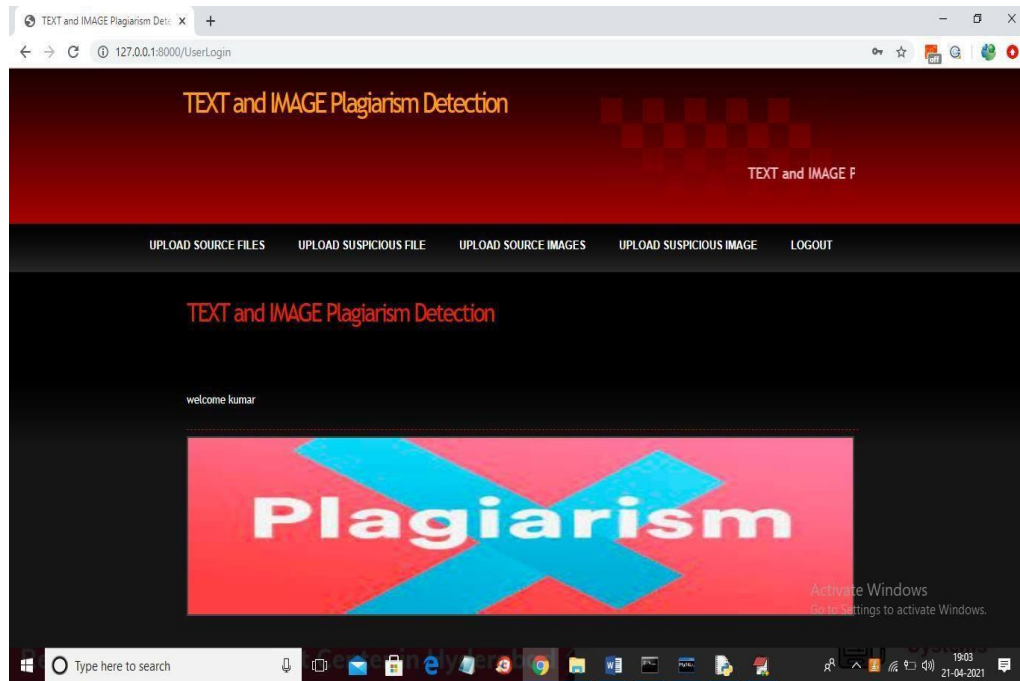 TEXT and IMAGE Plagiarism Dete
127.0.0.1:8000/UserLogin
off
TEXT and IMAGE Plagiarism Detection
TEXT and IMAGE P
UPLOAD SOURCE FILES UPLOAD SUSPICIOUS FILE UPLOAD SOURCE IMAGES UPLOAD SUSPICIOUS IMAGE LOGOUT
TEXT and IMAGE Plagiarism Detection
welcome kumar
Plagiarism
Activate Windows
Go to Settings to activate Windows.
Systems
Type here to search
19:03
21-04-2021